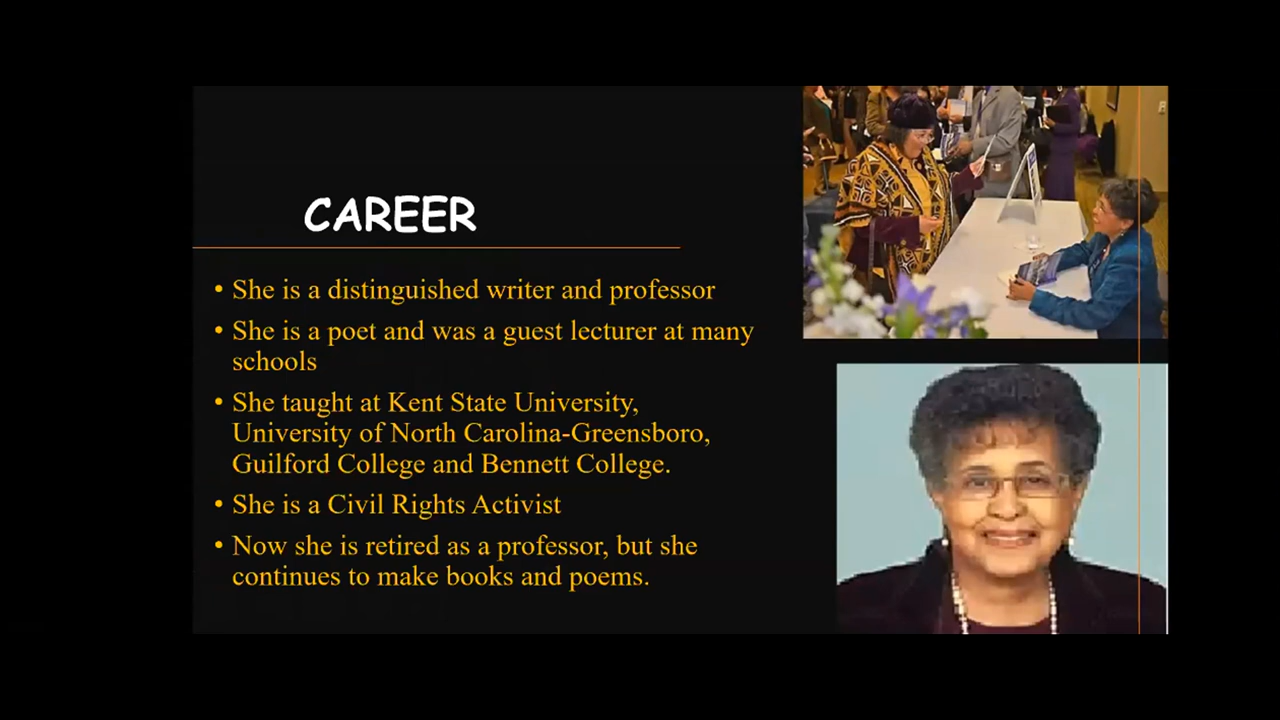 CAREER
• She is a distinguished writer and professor
• She is a poet and was a guest lecturer at many
schools
• She taught at Kent State University,
University of North Carolina-Greensboro,
Guilford College and Bennett College.
• She is a Civil Rights Activist
• Now she is retired as a professor, but she
continues to make books and poems.